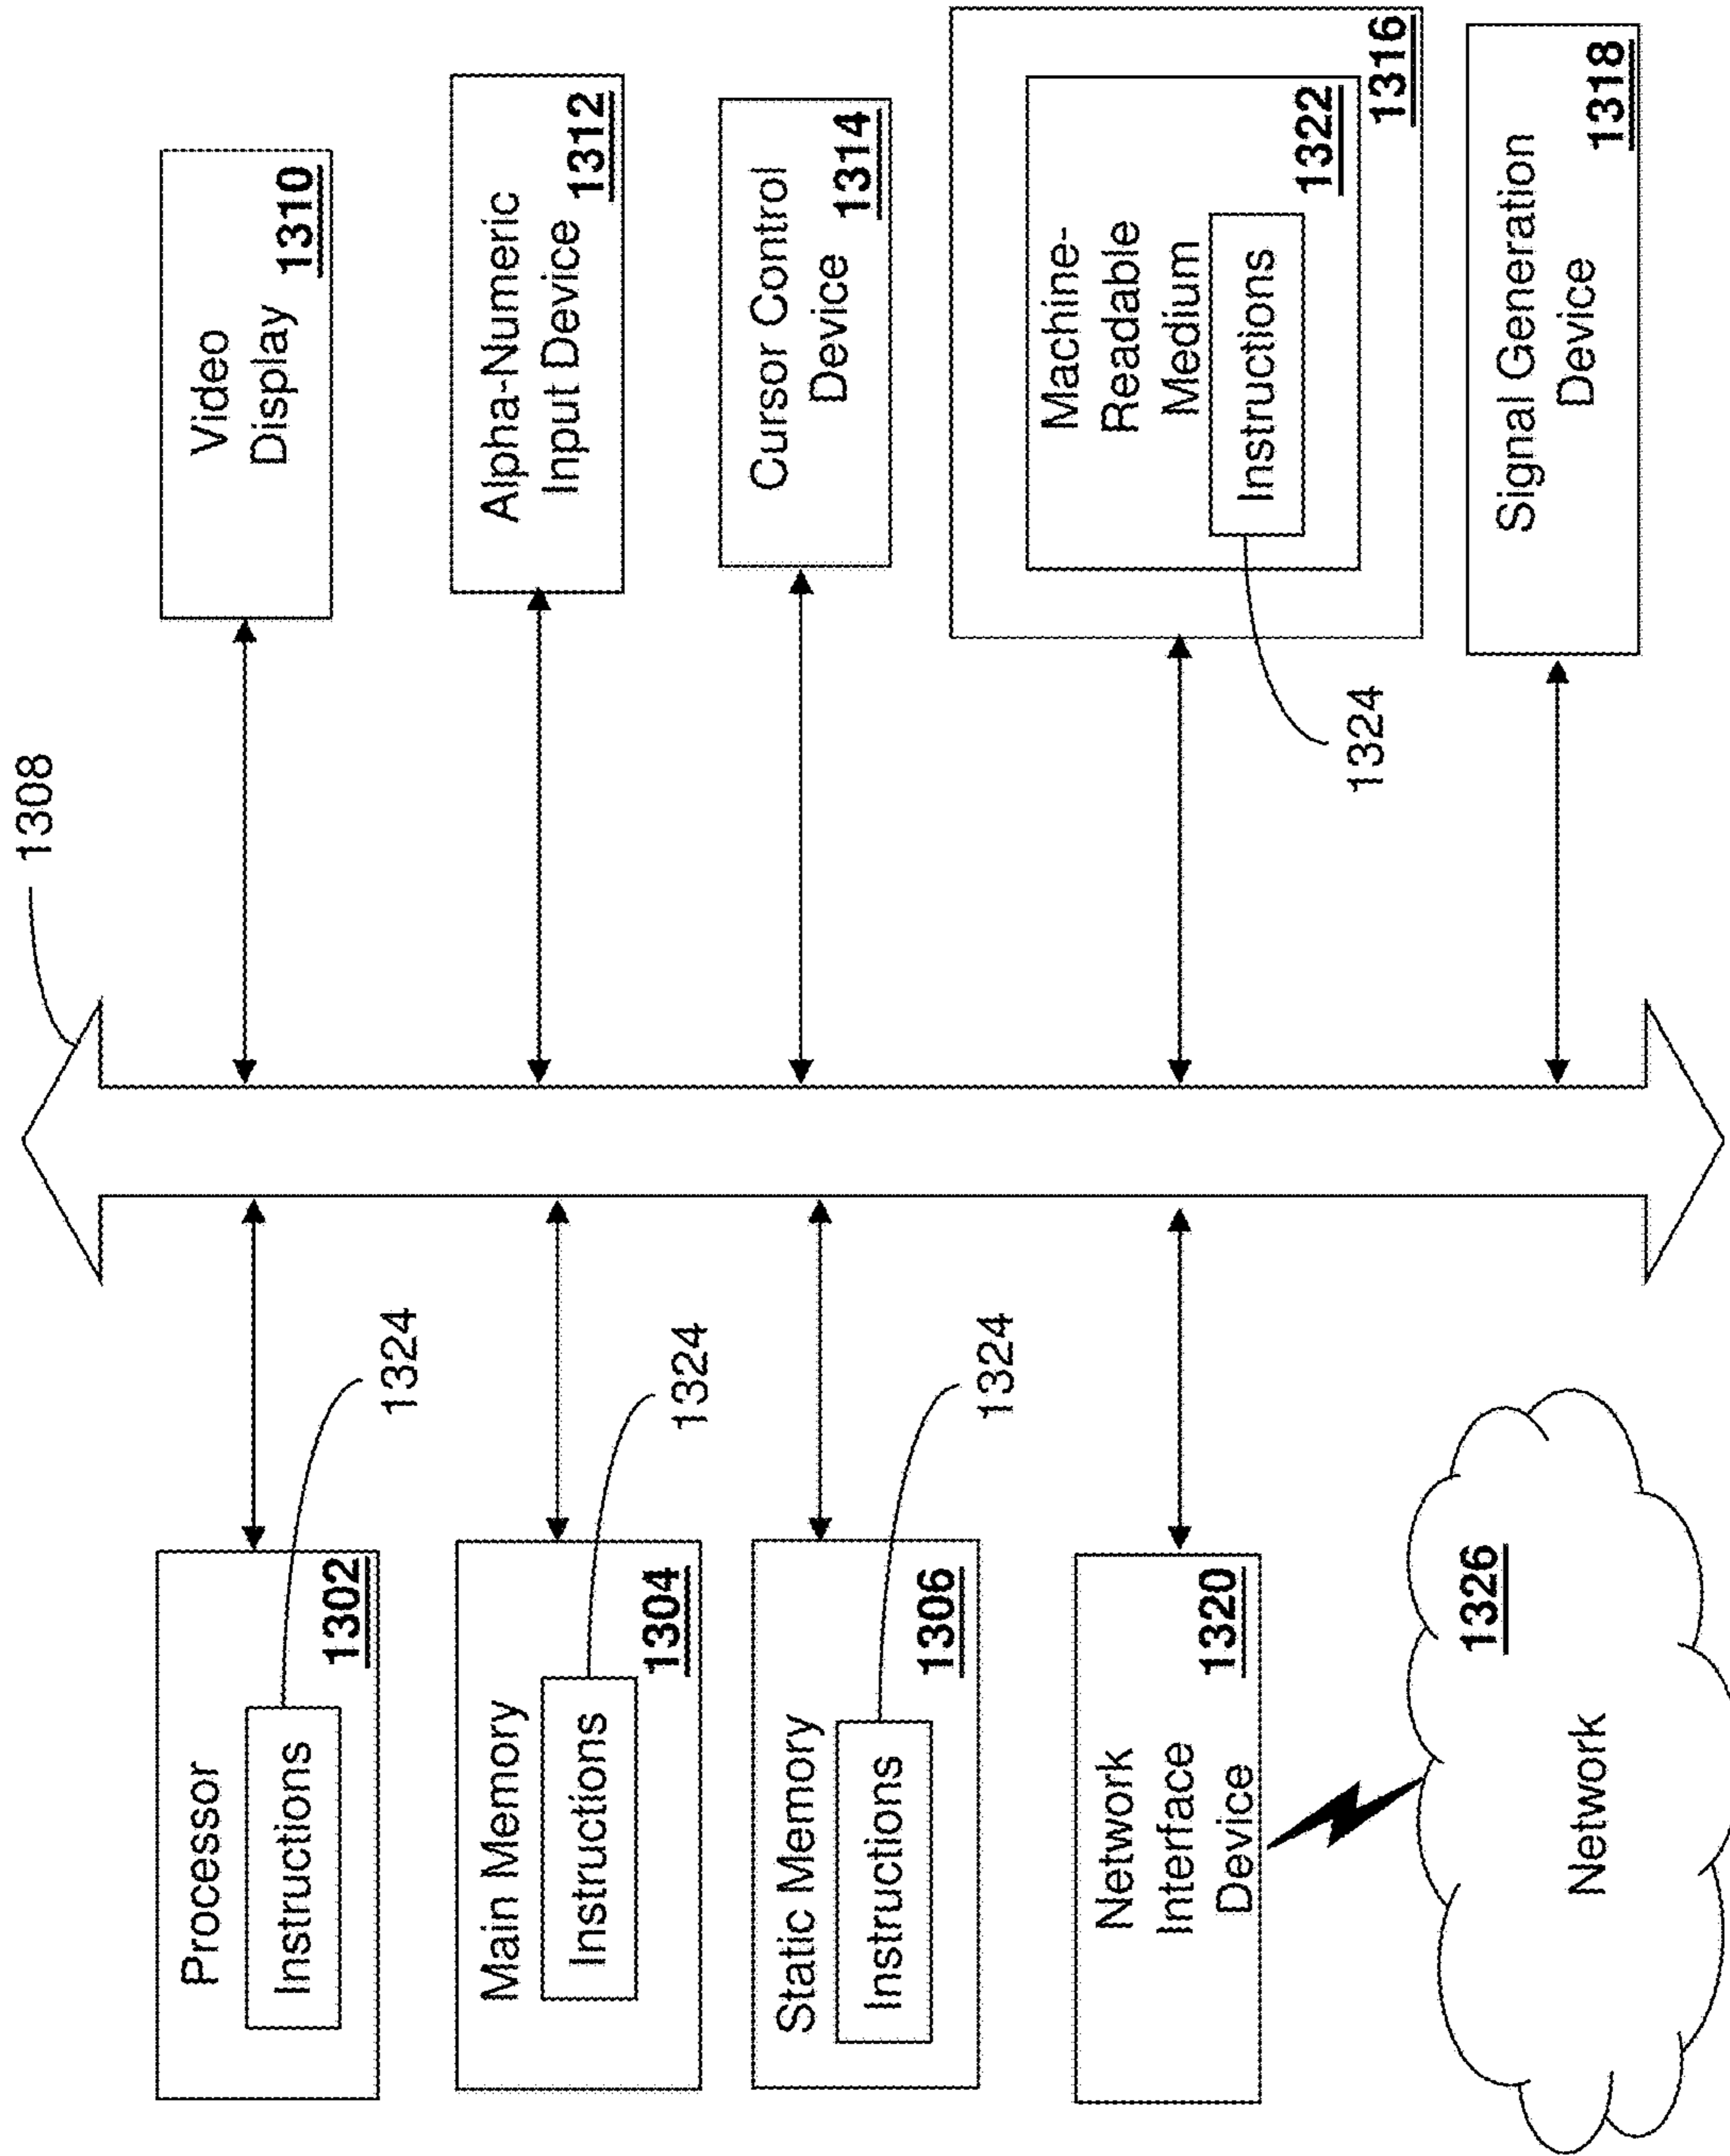 1308
Processor
Instructions
1302
1324
Main Memory
Instructions
1304
1324
Static Memory
Instructions
1306
1324
Network
Interface
Device
1320
1326
Network
Video
Display
1310
Alpha-Numeric
Input Device
1312
Cursor Control
Device
1314
Machine-
Readable
Medium
1322
Instructions
1316
1324
Signal Generation
Device
1318